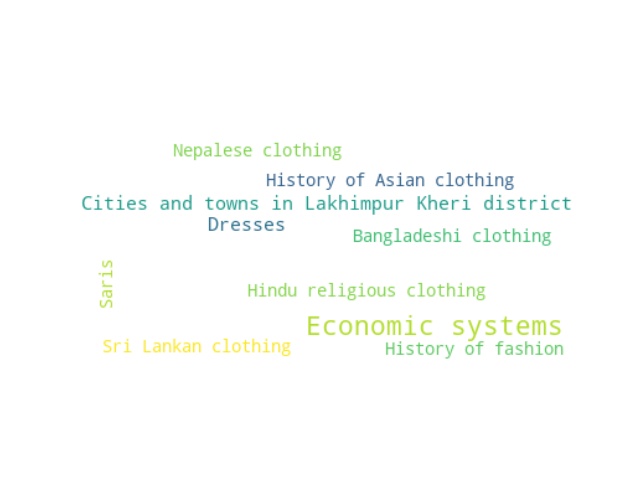 Nepalese clothing
History of Asian clothing
Cities and towns in Lakhimpur Kheri district
Dresses
Bangladeshi clothing
Saris
Hindu religious clothing
Economic systems
Sri Lankan clothing
History of fashion